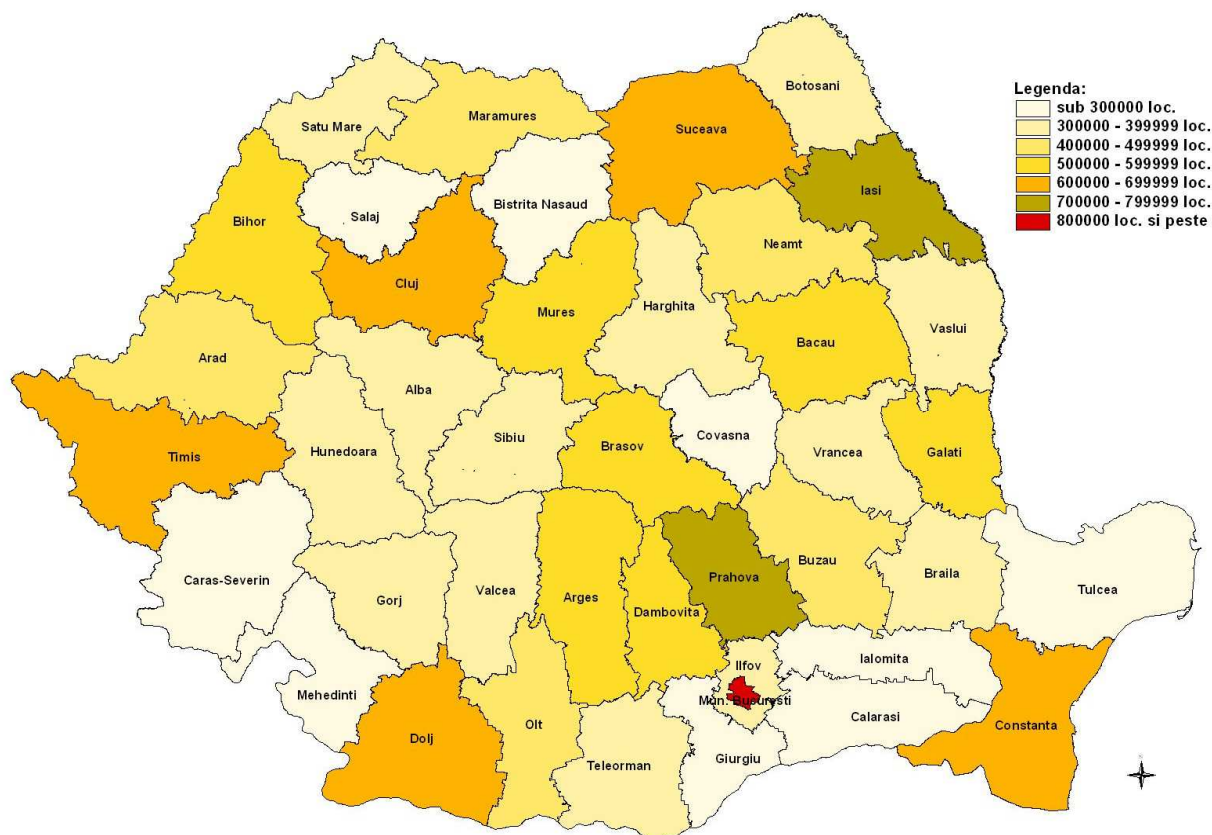 Botosani
Legenda:
sub 300000 loc.
300000 - 399999 loc.
400000 - 499999 loc.
500000 - 599999 loc.
600000 - 699999 loc.
700000 - 799999 loc.
800000 loc. si peste
Satu Mare
Maramures
Suceava
Iasi
Bistrita Nasaud
Salaj
Bihor
Neamt
Cluj
Mures
Harghita
Vaslui
Bacau
Arad
Alba
Sibiu
Brasov
Covasna
Vrancea
Galati
Timis
Hunedoara
Caras-Severin
Gorj
Valcea
Arges
Dambovita
Prahova
Buzau
Braila
Tulcea
Ilfov
Ialomita
Mehedinti
Mun. Bucuresti
Calarasi
Constanta
Dolj
Olt
Teleorman
Giurgiu